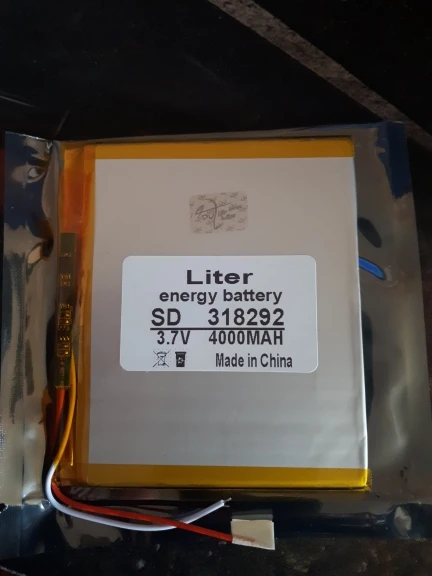 Liter
energy battery
SD 318292
3.7V 4000MAH
Made in China